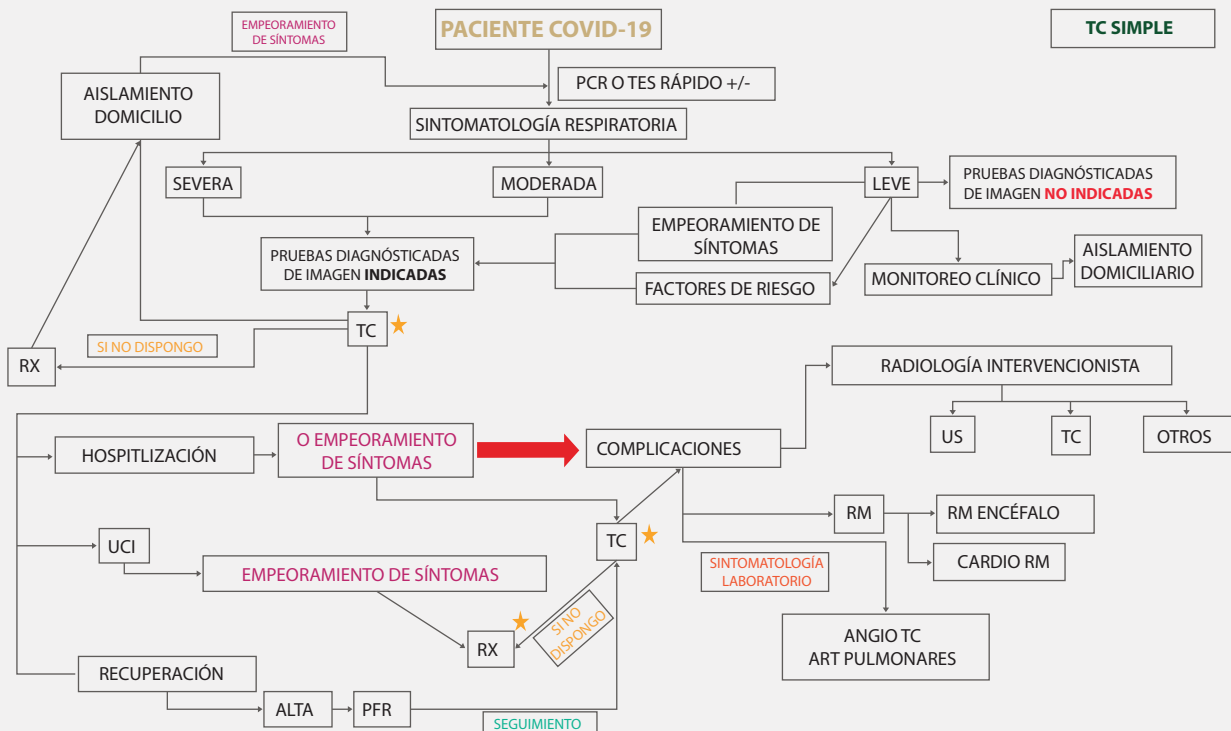 EMPEORAMIENTO
DE SÍNTOMAS
PACIENTE COVID-19
TC SIMPLE
AISLAMIENTO
DOMICILIO
PCR O TES RÁPIDO +/-
SINTOMATOLOGÍA RESPIRATORIA
SEVERA
MODERADA
LEVE
PRUEBAS DIAGNÓSTICADAS
DE IMAGEN NO INDICADAS
EMPEORAMIENTO DE
SÍNTOMAS
PRUEBAS DIAGNÓSTICADAS
DE IMAGEN INDICADAS
AISLAMIENTO
DOMICILIARIO
MONITOREO CLÍNICO
FACTORES DE RIESGO
TC
SI NO DISPONGO
RX
RADIOLOGÍA INTERVENCIONISTA
US
TC
OTROS
HOSPITLIZACIÓN
O EMPEORAMIENTO
DE SÍNTOMAS
COMPLICACIONES
RM
RM ENCÉFALO
CARDIO RM
TC
UCI
EMPEORAMIENTO DE SÍNTOMAS
SINTOMATOLOGÍA
LABORATORIO
SI NO
DISPONGO
RX
ANGIO TC
ART PULMONARES
RECUPERACIÓN
ALTA
PFR
SEGUIMIENTO